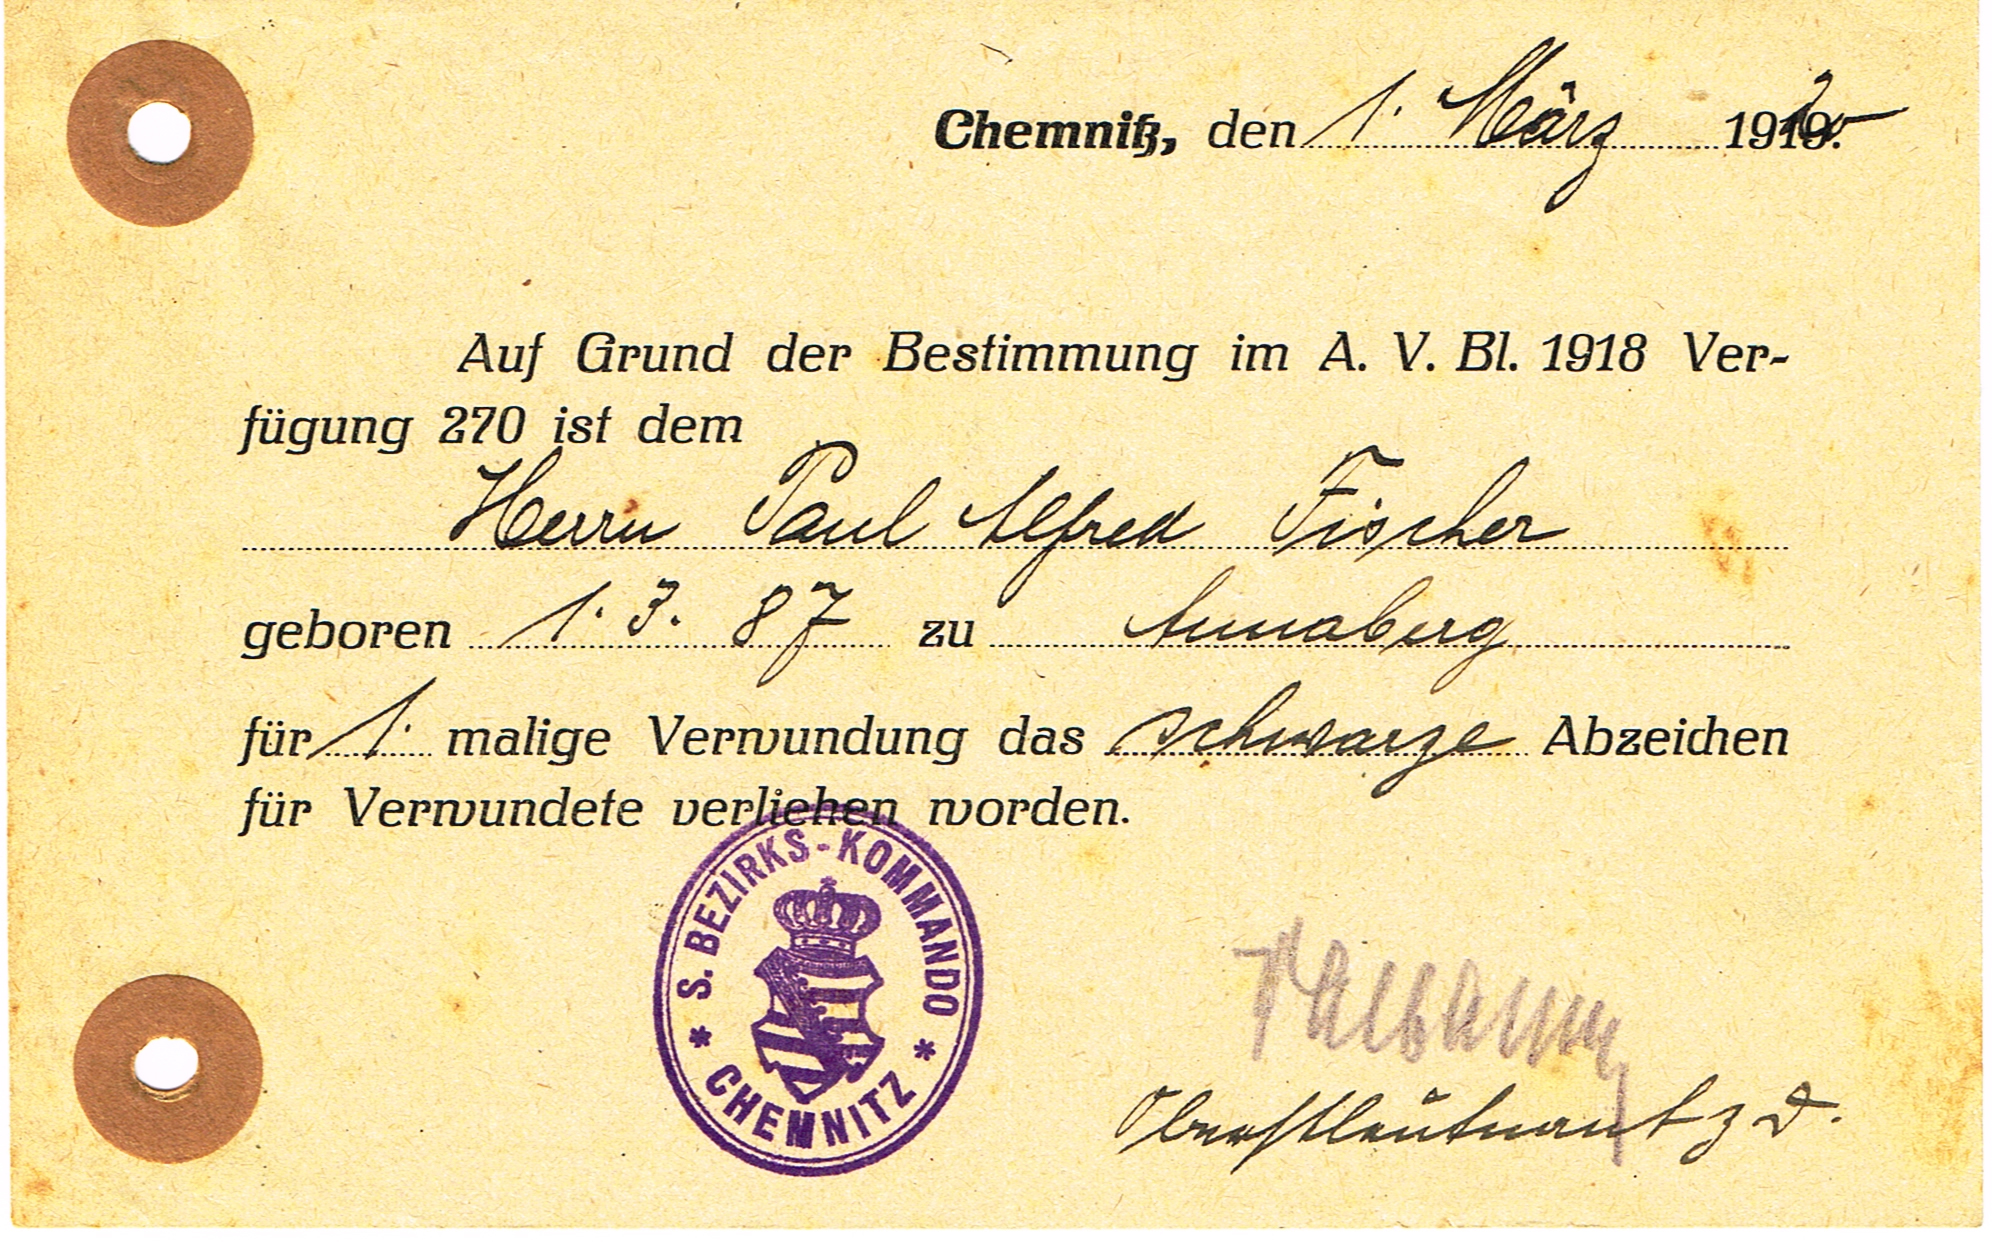 Chemnitz, den 1. März 1920
Auf Grund der Bestimmung im A. V. Bl. 1918 Ver-
fügung 270 ist dem
Herrn Paul Alfred Fischer
geboren 1. 3. 87 zu Annaberg
für 1. malige Verwundung das schwarze Abzeichen
für Verwundete verliehen worden.
S. BEZIRKS-KOMMANDO
* CHEMNITZ *
Oberstleutnant z D.